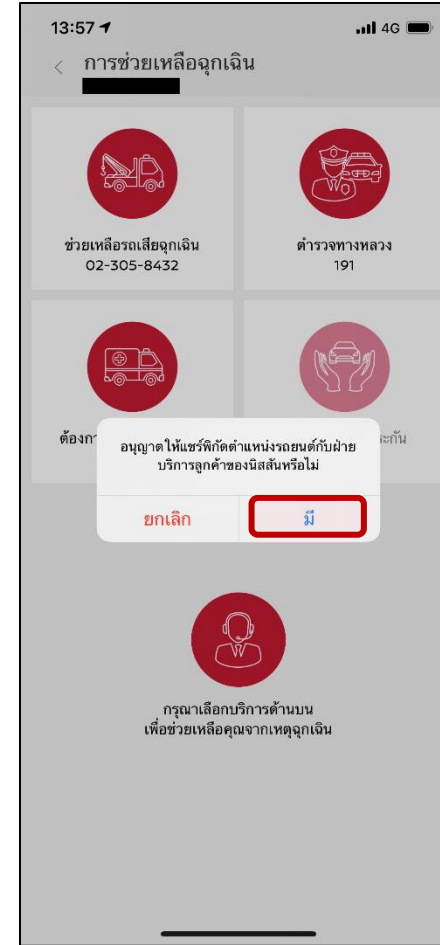 13:57
4G
การช่วยเหลือฉุกเฉิน
ช่วยเหลือรถเสียฉุกเฉิน
02-305-8432
ตำรวจทางหลวง
191
อนุญาตให้แชร์พิกัดตำแหน่งรถยนต์กับฝ่าย
บริการลูกค้าของนิสสันหรือไม่
ยกเลิก
มี
กรุณาเลือกบริการด้านบน
เพื่อช่วยเหลือคุณจากเหตุฉุกเฉิน